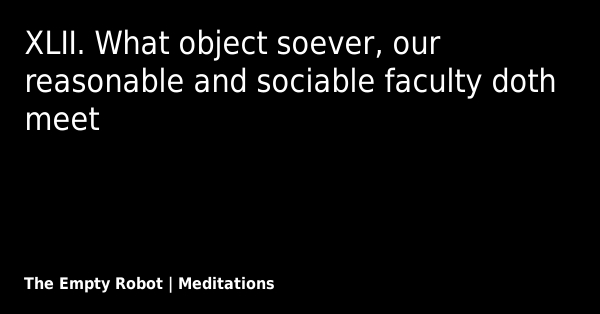 XLII. What object soever, our
reasonable and sociable faculty doth
meet
The Empty Robot | Meditations